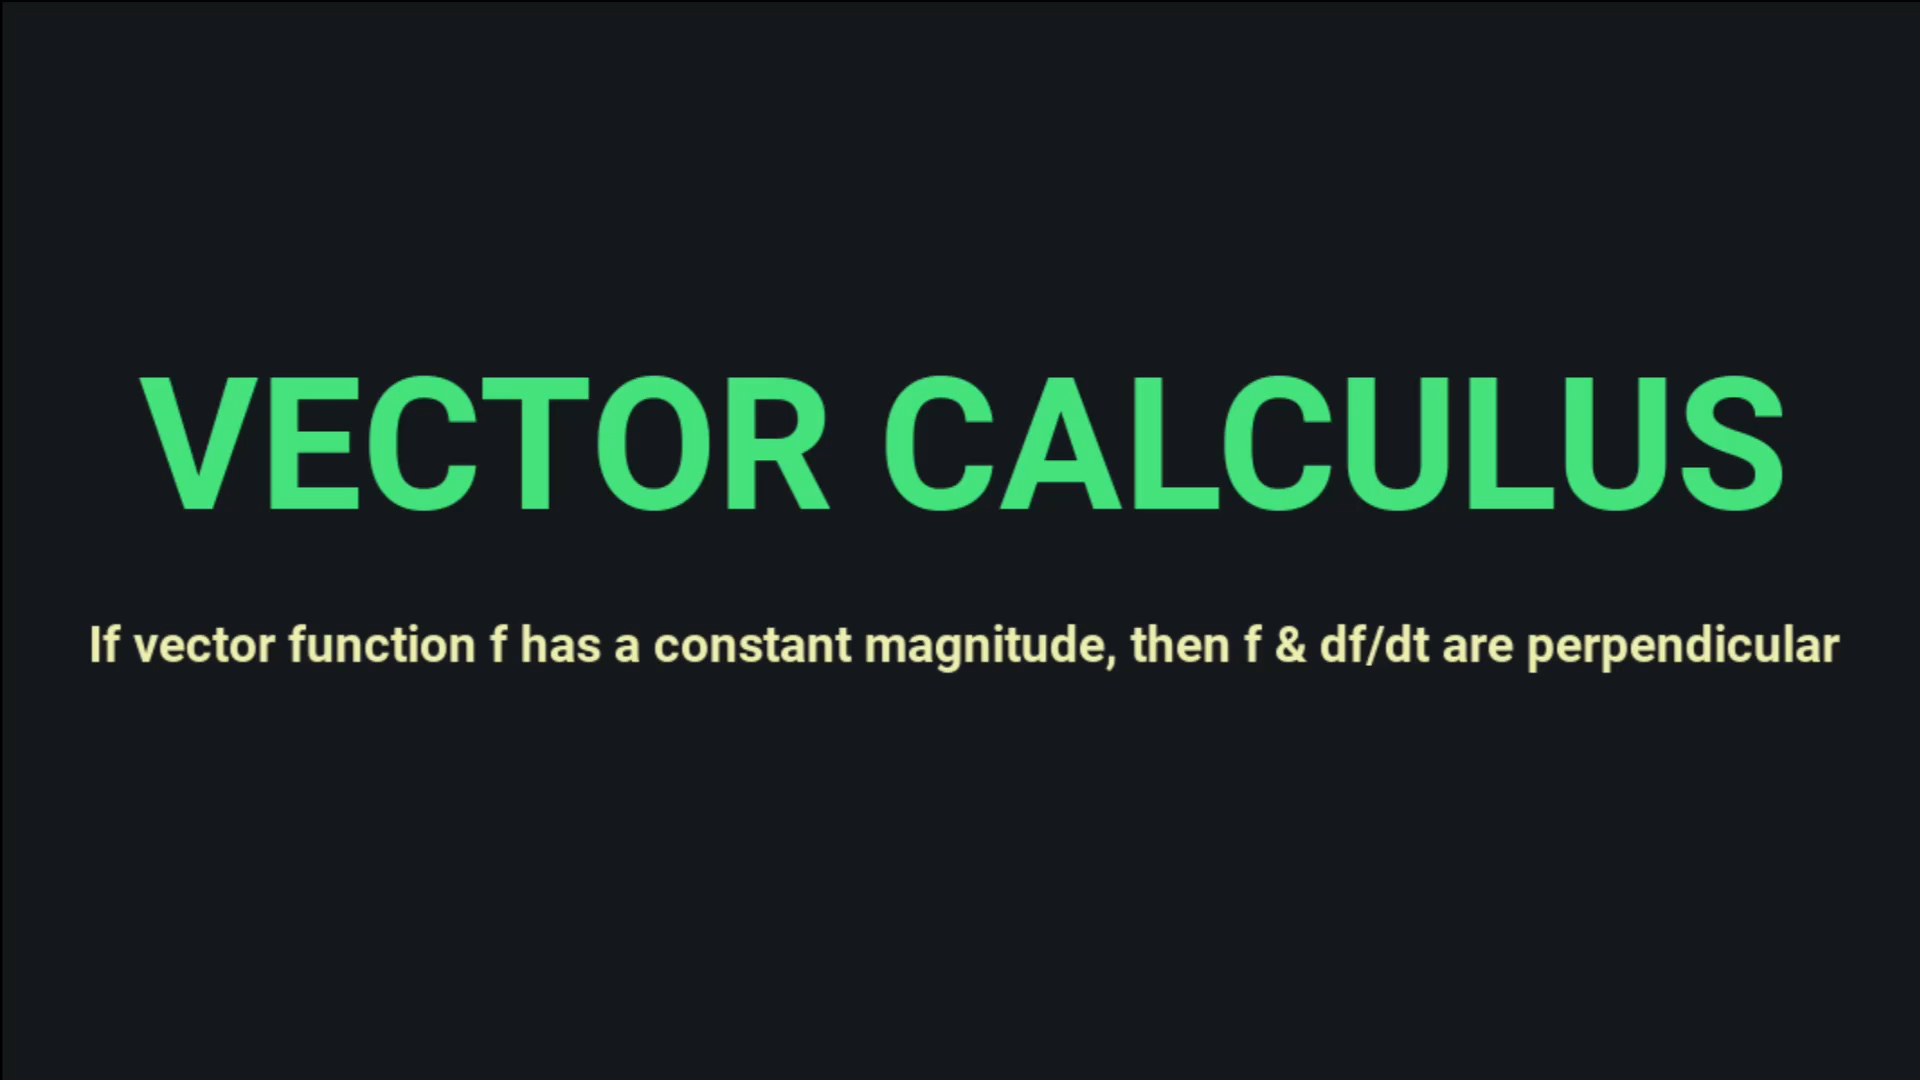 VECTOR CALCULUS
If vector function f has a constant magnitude, then f & df/dt are perpendicular